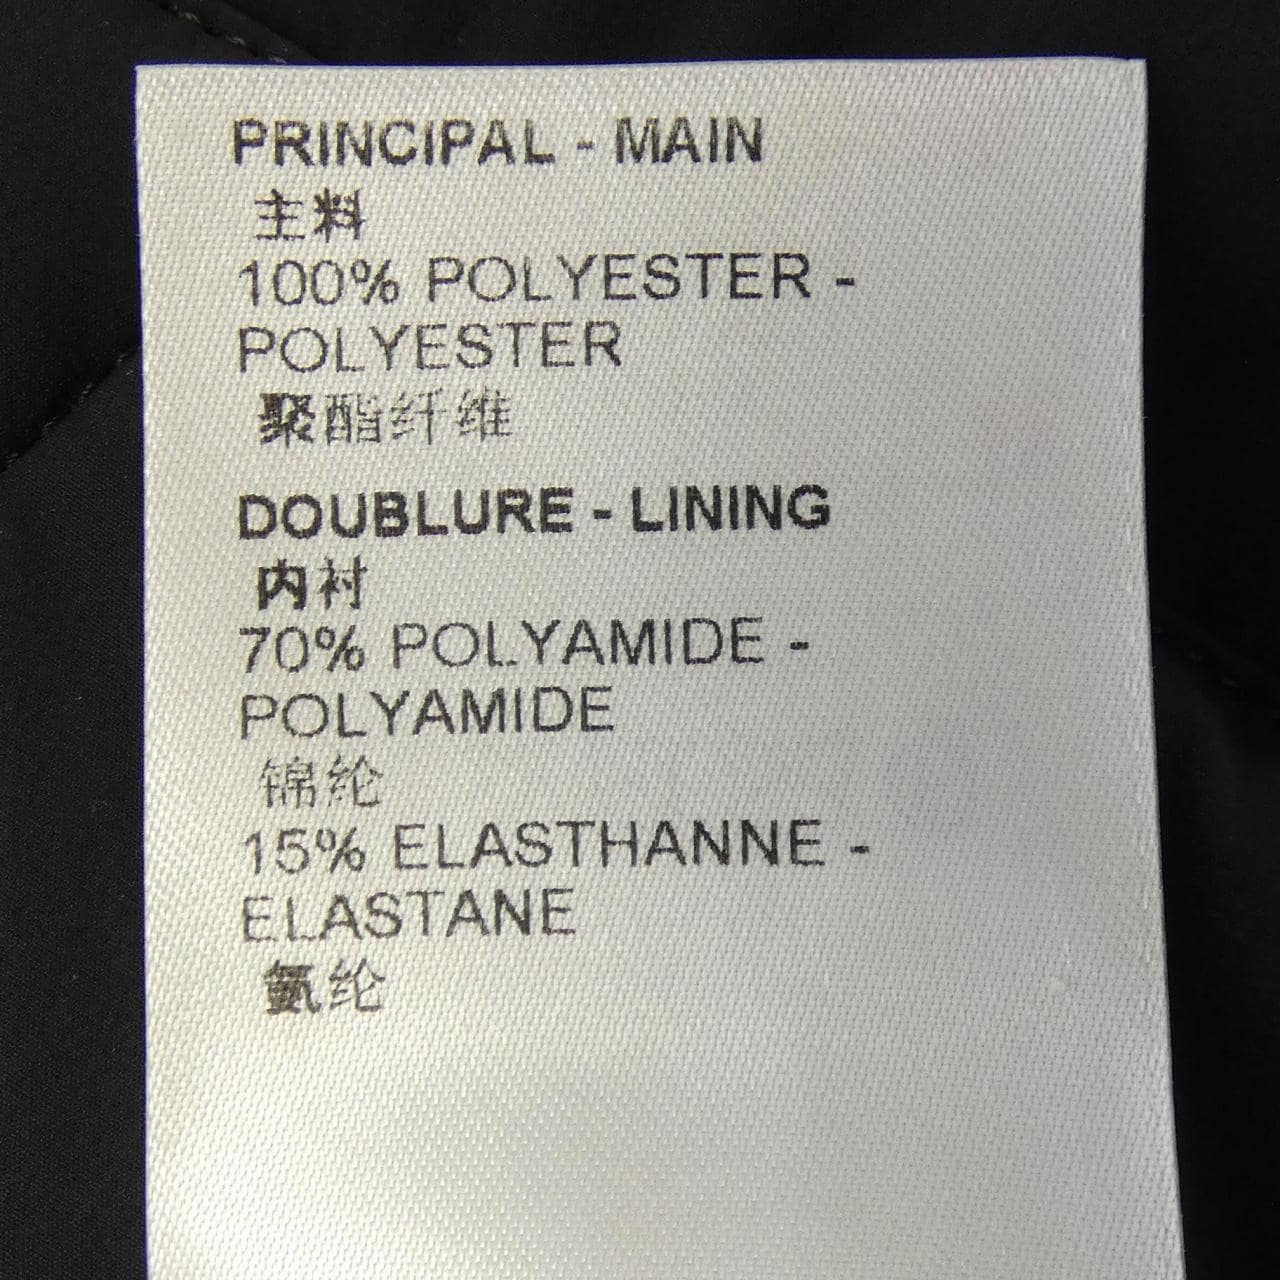 PRINCIPAL - MAIN
主料
100% POLYESTER -
POLYESTER
聚酯纤维
DOUBLURE - LINING
内衬
70% POLYAMIDE -
POLYAMIDE
锦纶
15% ELASTHANNE -
ELASTANE
氨纶